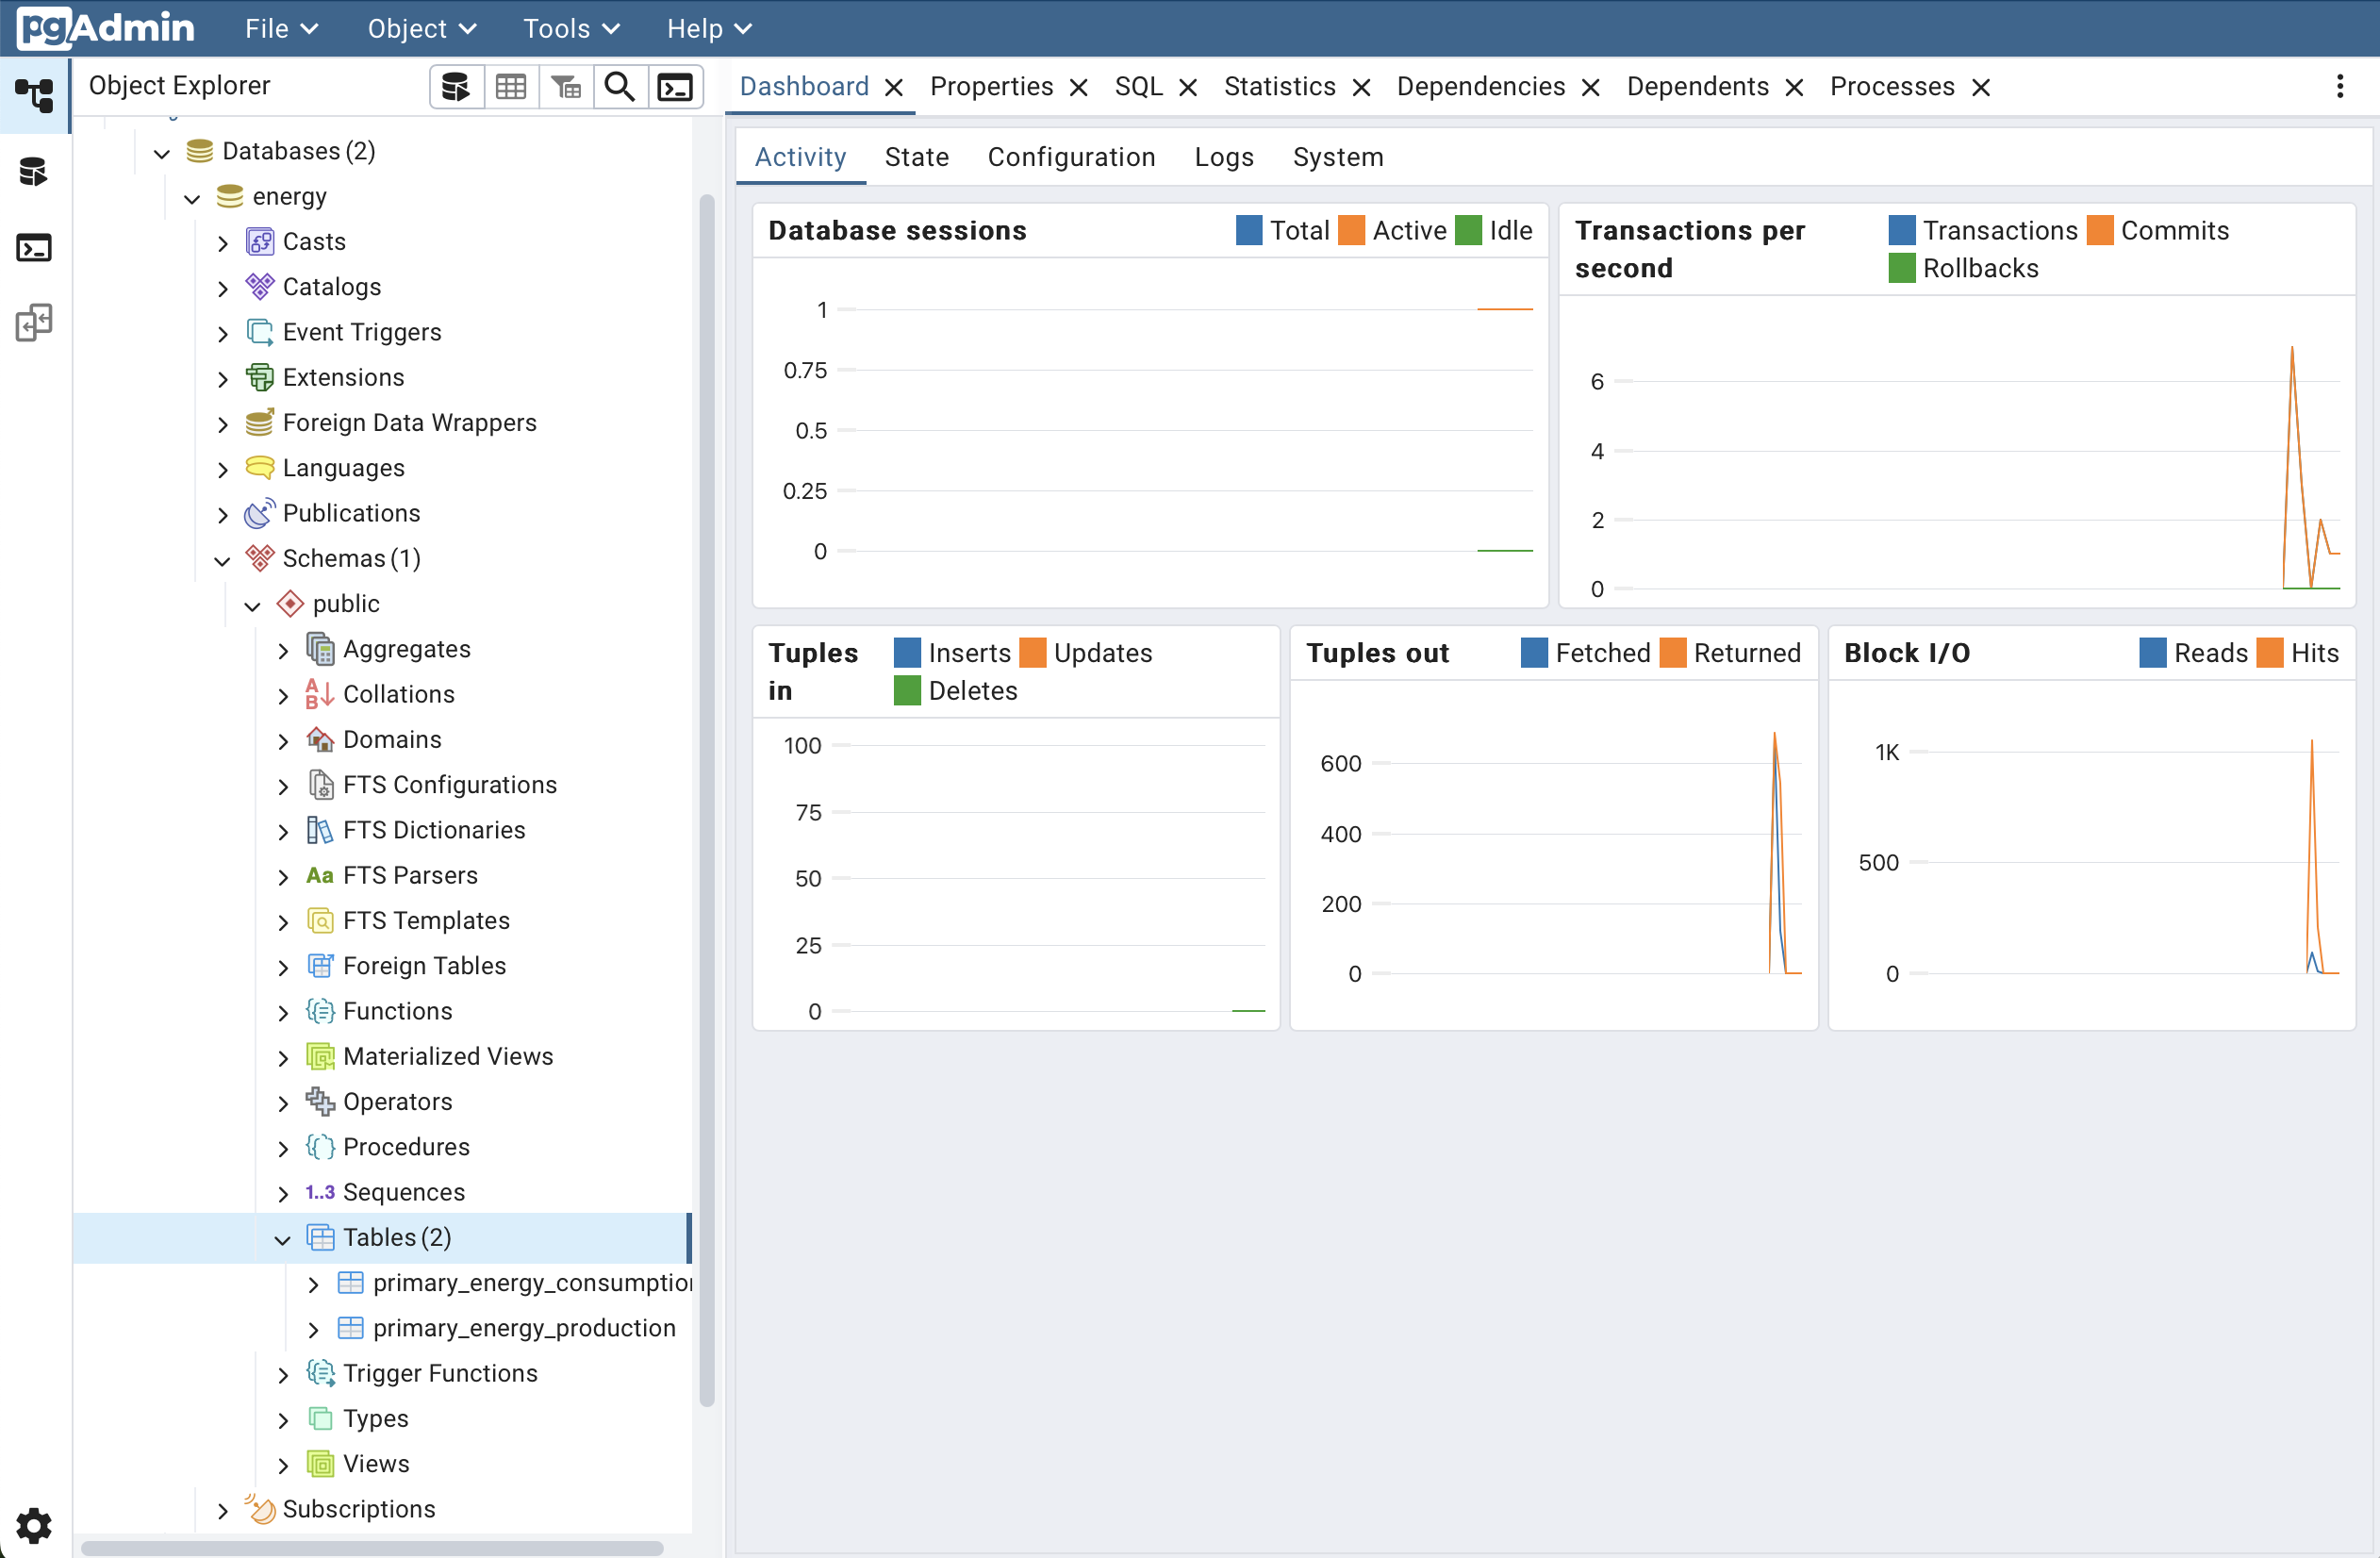 pgAdmin File Object Tools Help
Object Explorer
Databases (2)
energy
Casts
Catalogs
Event Triggers
Extensions
Foreign Data Wrappers
Languages
Publications
Schemas (1)
public
Aggregates
Collations
Domains
FTS Configurations
FTS Dictionaries
Aa FTS Parsers
FTS Templates
Foreign Tables
Functions
Materialized Views
Operators
Procedures
1..3 Sequences
Tables (2)
primary_energy_consumption
primary_energy_production
Trigger Functions
Types
Views
Subscriptions
Dashboard Properties SQL Statistics Dependencies Dependents Processes
Activity State Configuration Logs System
Database sessions Total Active Idle
1
0.75
0.5
0.25
0
Transactions per second Transactions Commits
Rollbacks
6
4
2
0
Tuples in Inserts Updates
Deletes
100
75
50
25
0
Tuples out Fetched Returned
600
400
200
0
Block I/O Reads Hits
1K
500
0